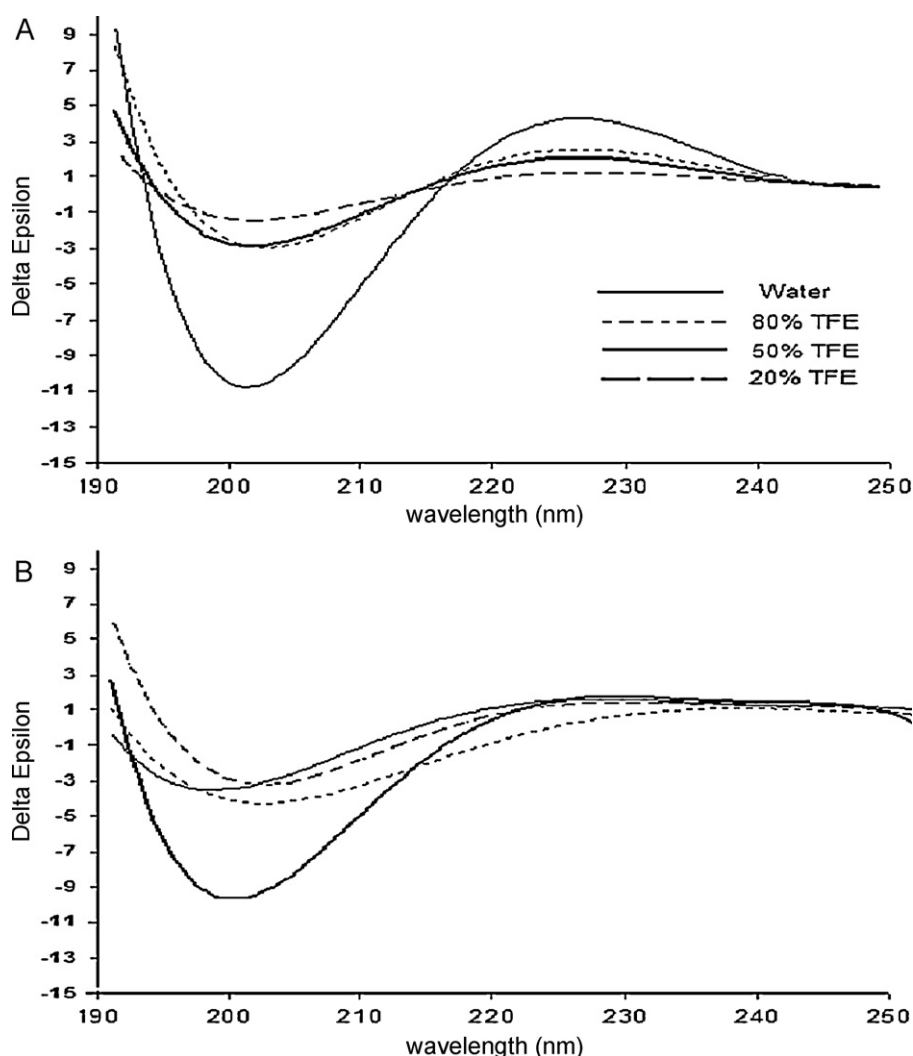 A
9
7
5
3
1
-1
-3
-5
-7
-9
-11
-13
-15
Delta Epsilon
Water
80% TFE
50% TFE
20% TFE
190 200 210 220 230 240 250
wavelength (nm)
B
9
7
5
3
1
-1
-3
-5
-7
-9
-11
-13
-15
Delta Epsilon
190 200 210 220 230 240 250
wavelength (nm)